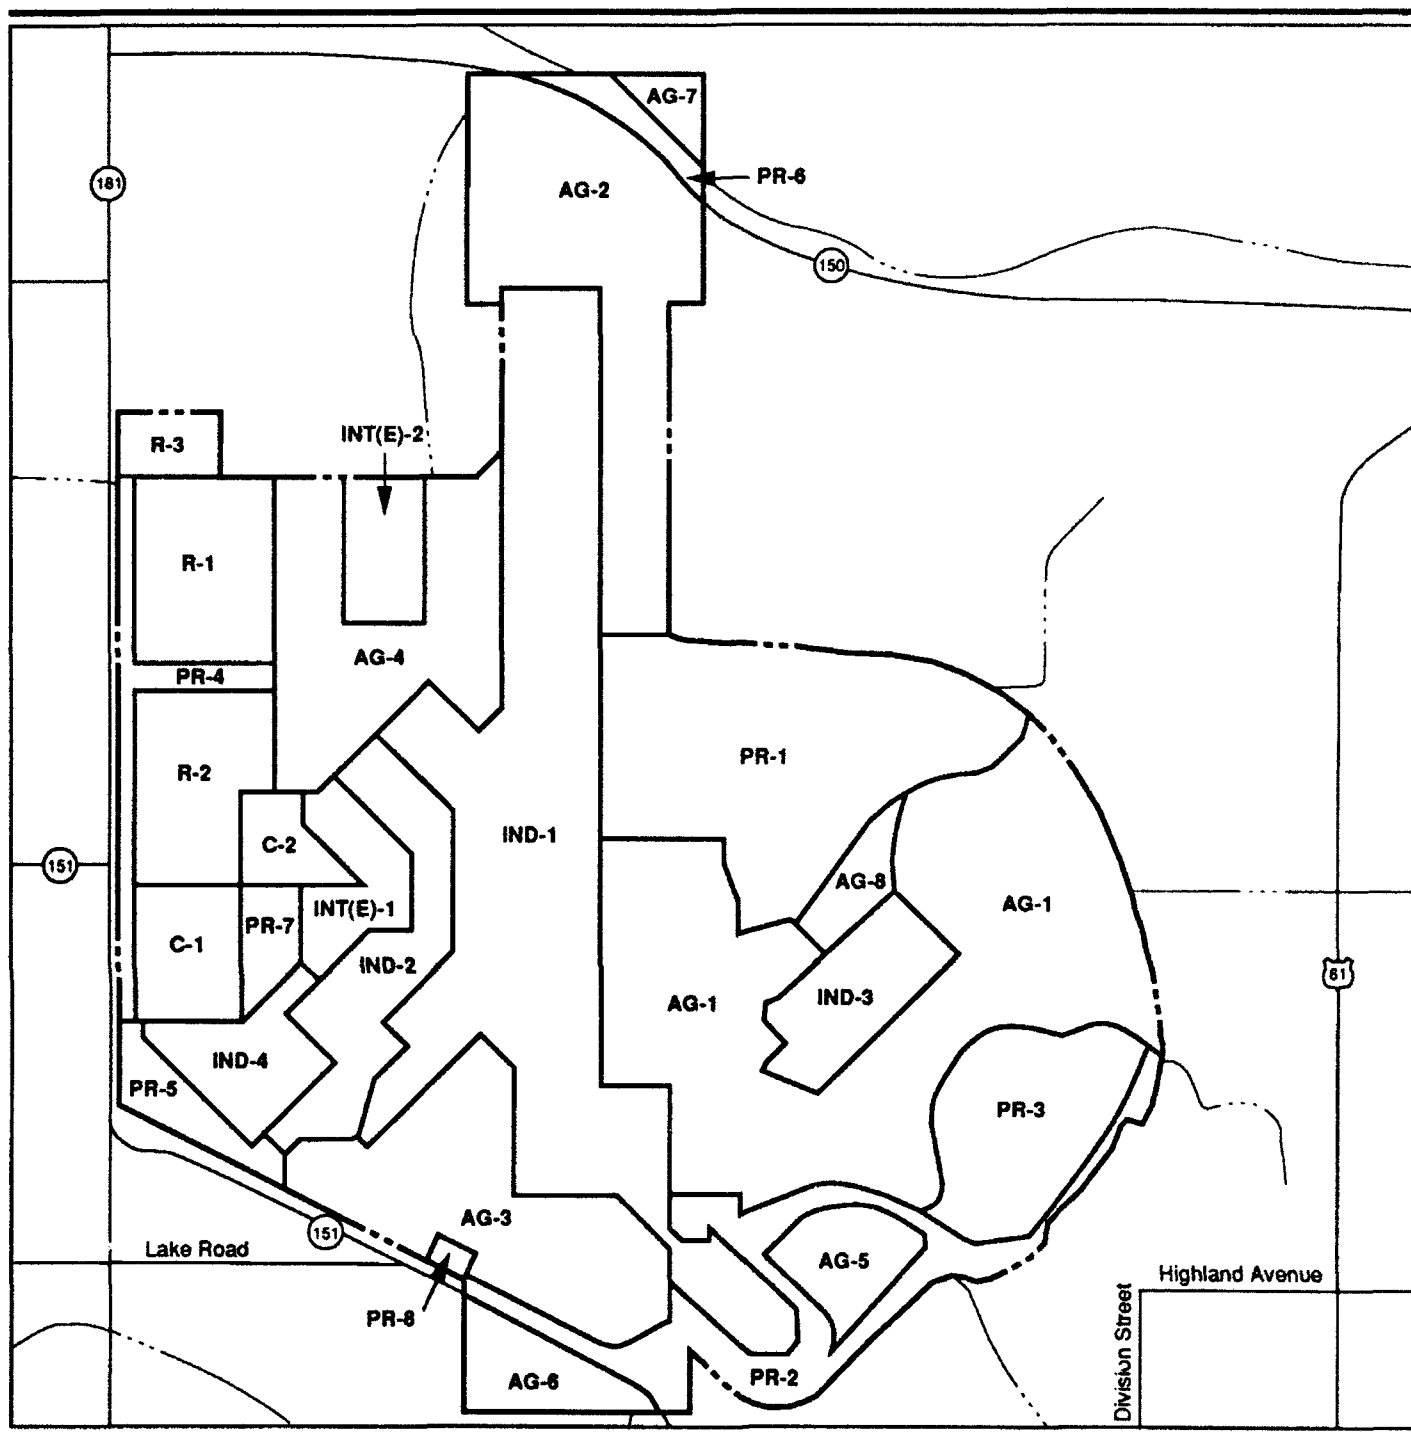 AG-7
181
AG-2
PR-6
150
INT(E)-2
R-3
R-1
AG-4
PR-4
PR-1
R-2
IND-1
C-2
151
AG-8
AG-1
INT(E)-1
PR-7
C-1
IND-2
61
IND-3
AG-1
IND-4
PR-5
PR-3
AG-3
151
Lake Road
AG-5
Highland Avenue
PR-8
Division Street
PR-2
AG-6